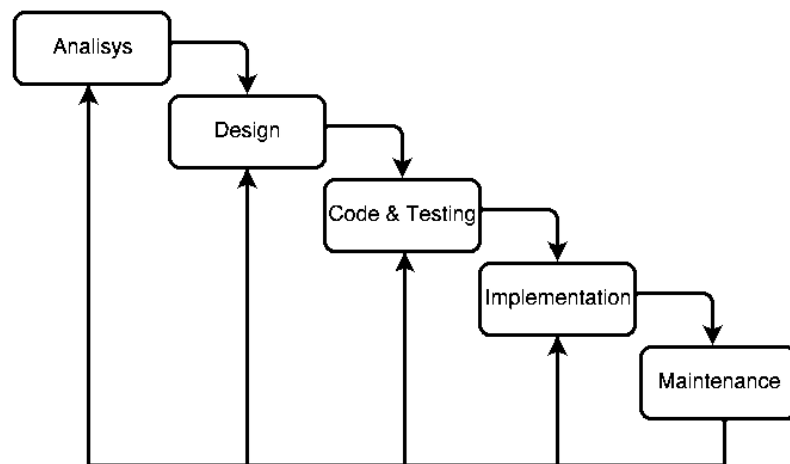 Analisys
Design
Code & Testing
Implementation
Maintenance